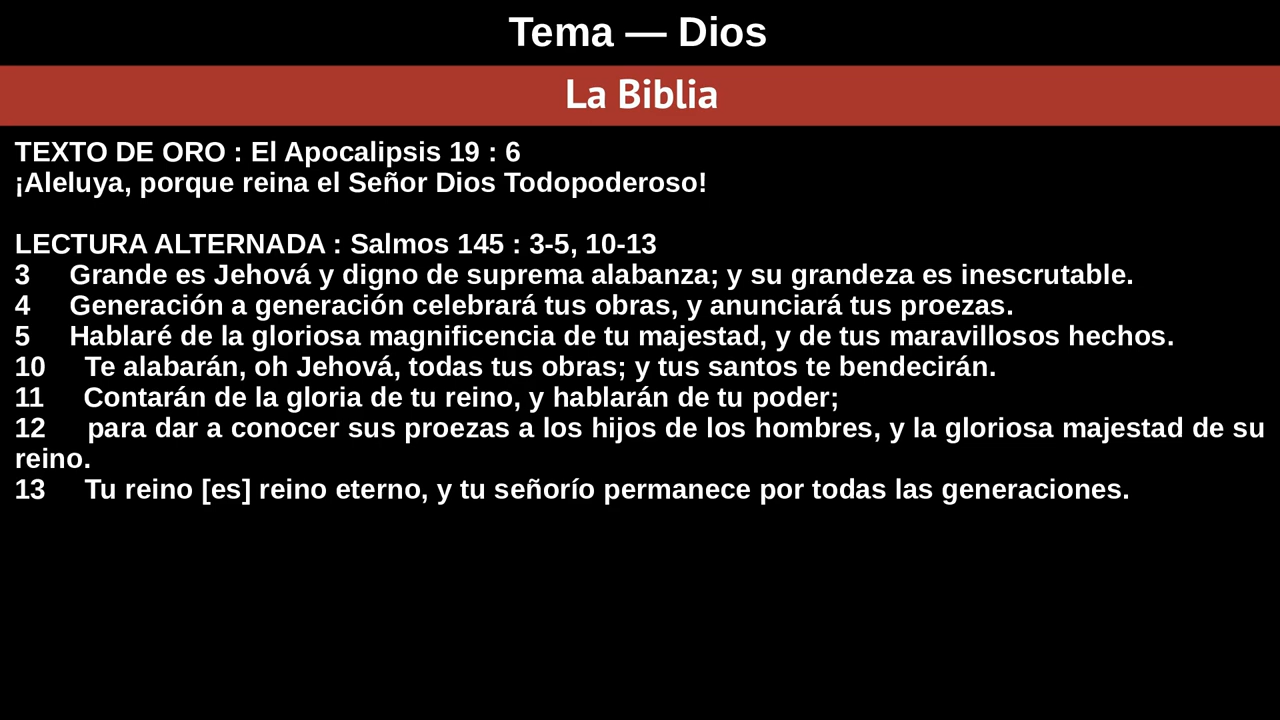 Tema — Dios
La Biblia
TEXTO DE ORO : El Apocalipsis 19 : 6
¡Aleluya, porque reina el Señor Dios Todopoderoso!
LECTURA ALTERNADA : Salmos 145 : 3-5, 10-13
3 Grande es Jehová y digno de suprema alabanza; y su grandeza es inescrutable.
4 Generación a generación celebrará tus obras, y anunciará tus proezas.
5 Hablaré de la gloriosa magnificencia de tu majestad, y de tus maravillosos hechos.
10 Te alabarán, oh Jehová, todas tus obras; y tus santos te bendecirán.
11 Contarán de la gloria de tu reino, y hablarán de tu poder;
12 para dar a conocer sus proezas a los hijos de los hombres, y la gloriosa majestad de su
reino.
13 Tu reino [es] reino eterno, y tu señorío permanece por todas las generaciones.